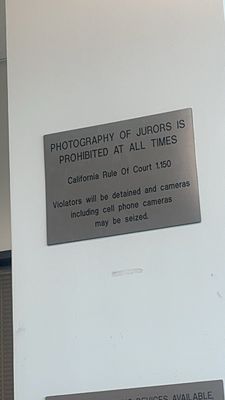 PHOTOGRAPHY OF JURORS IS
PROHIBITED AT ALL TIMES
California Rule Of Court 1.150
Violators will be detained and cameras
including cell phone cameras
may be seized.
DEVICES AVAILABLE,